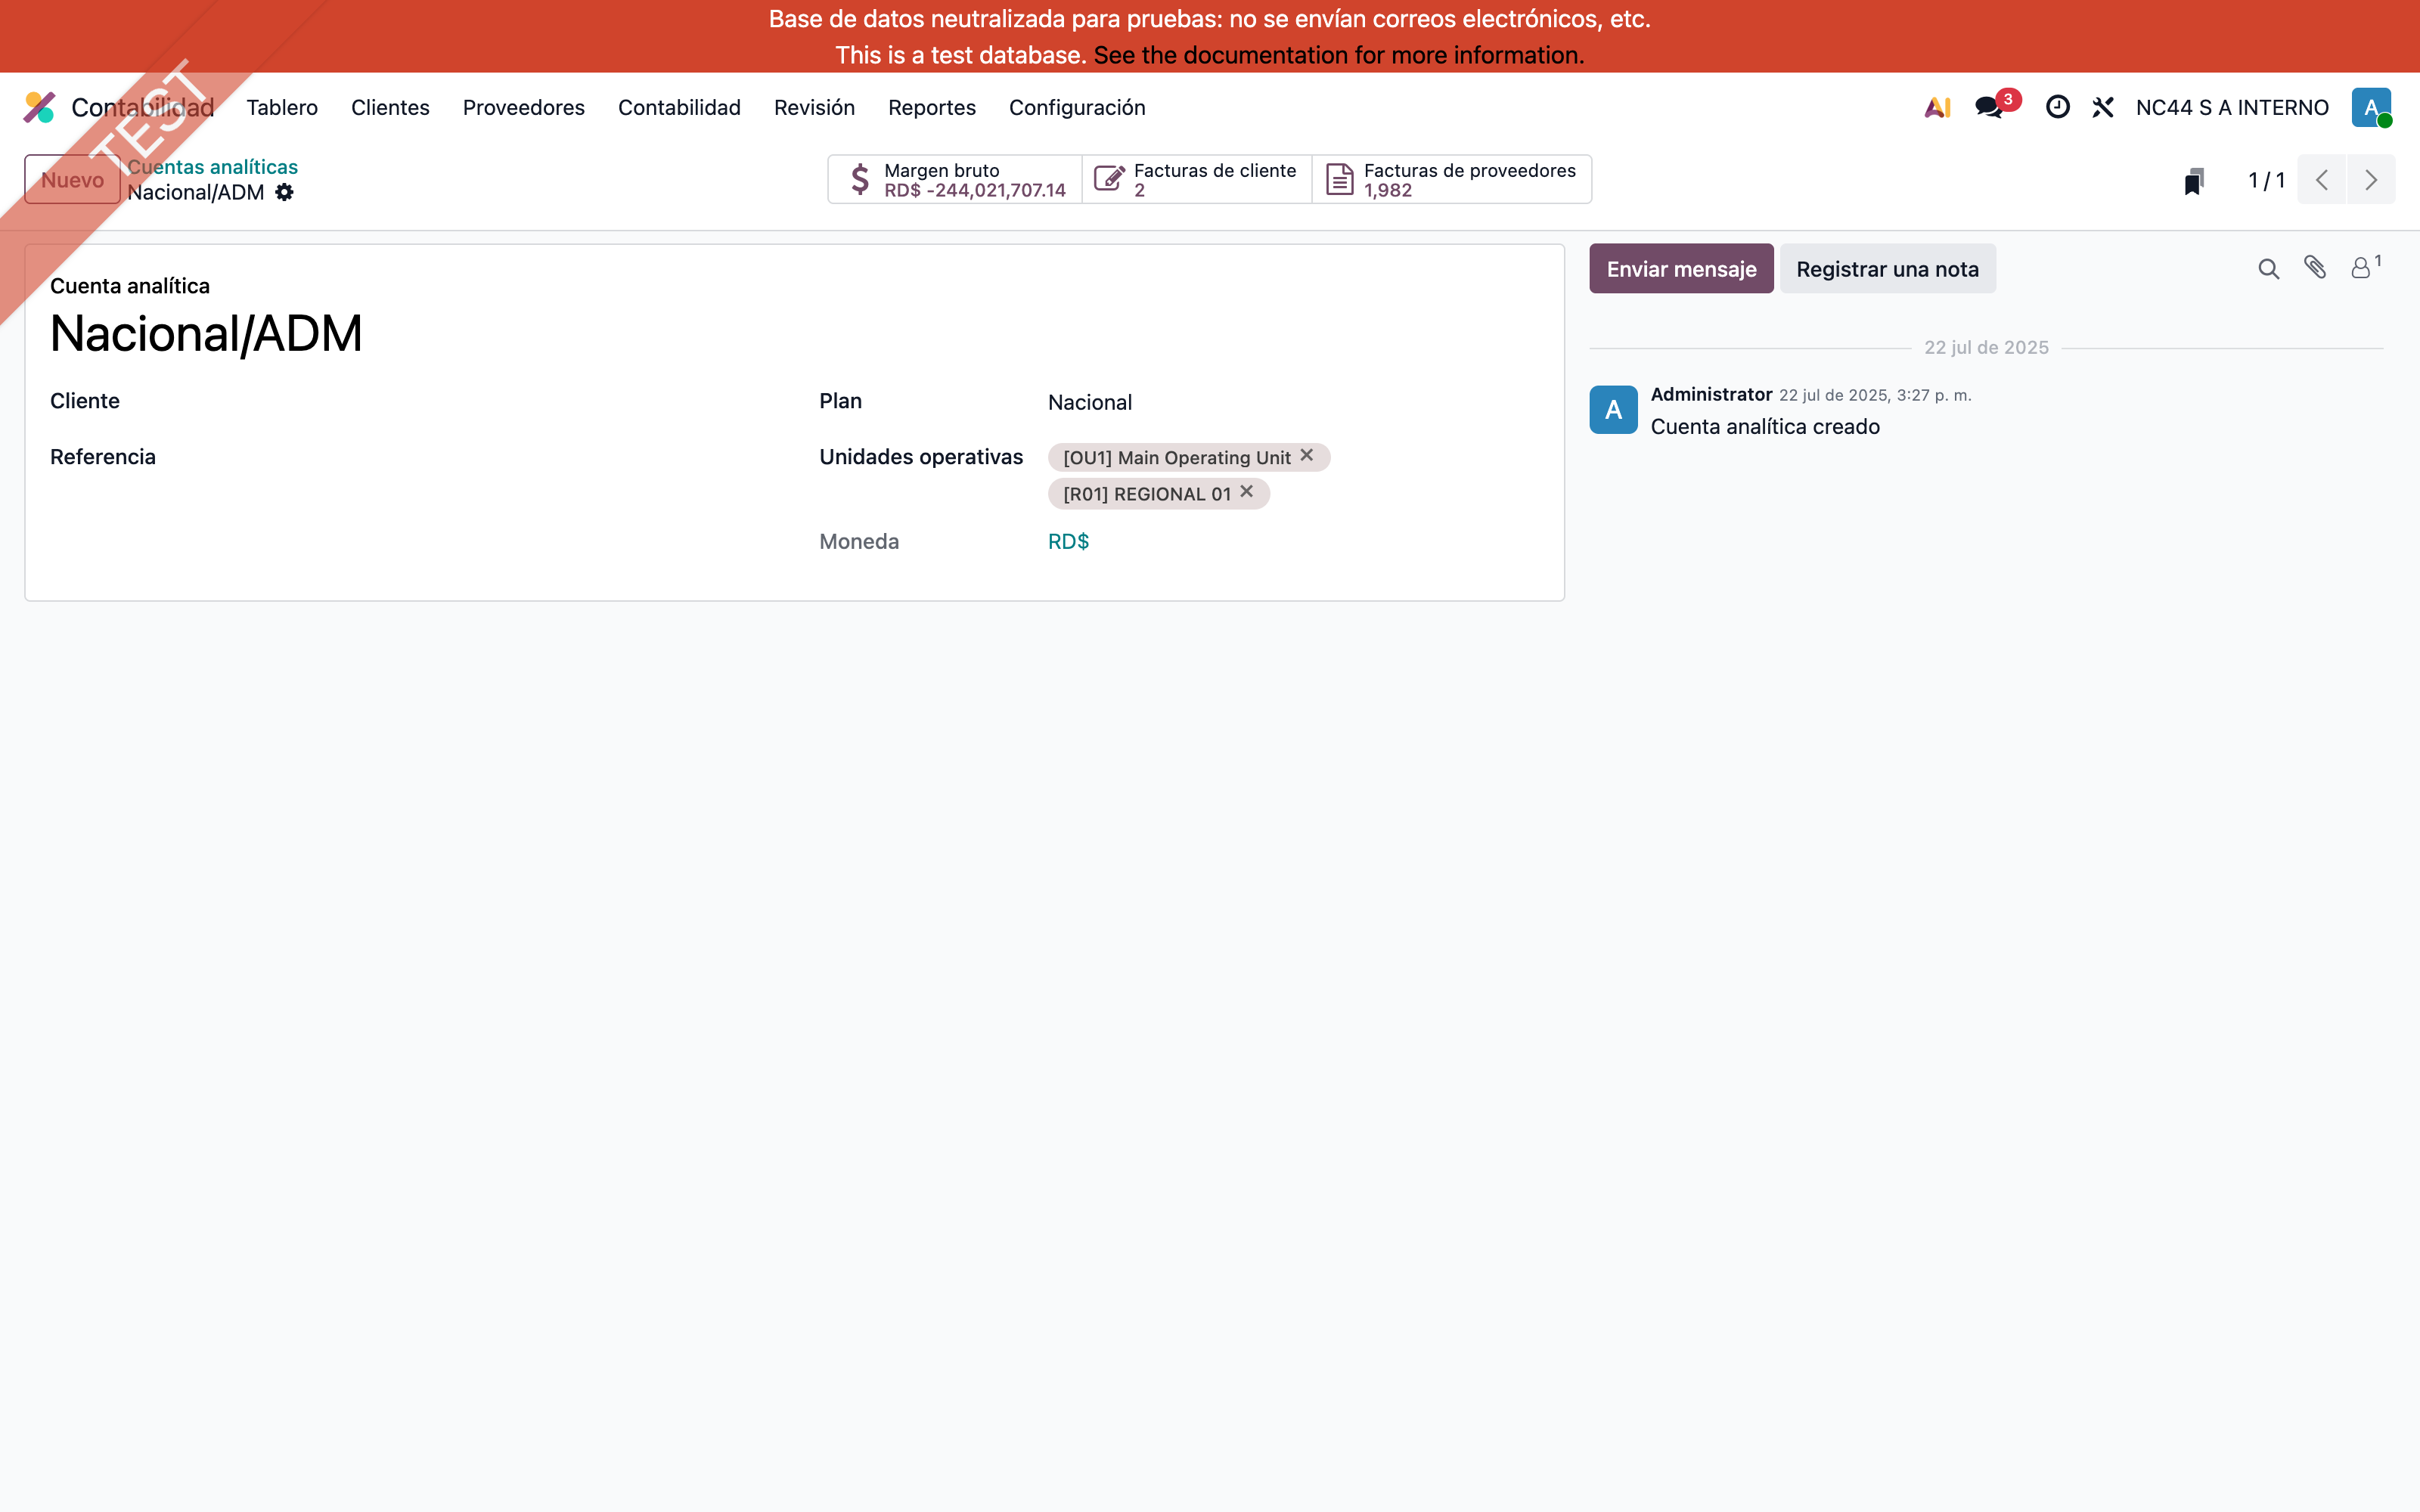 Base de datos neutralizada para pruebas: no se envían correos electrónicos, etc.
This is a test database. See the documentation for more information.
TEST
Contabilidad Tablero Clientes Proveedores Contabilidad Revisión Reportes Configuración AI 3 NC44 S A INTERNO A
Nuevo
Cuentas analíticas
Nacional/ADM
Margen bruto
RD$ -244,021,707.14
Facturas de cliente
2
Facturas de proveedores
1,982
1 / 1
Cuenta analítica
Nacional/ADM
Cliente
Referencia
Plan Nacional
Unidades operativas [OU1] Main Operating Unit
[R01] REGIONAL 01
Moneda RD$
Enviar mensaje Registrar una nota 1
22 jul de 2025
A
Administrator 22 jul de 2025, 3:27 p. m.
Cuenta analítica creado